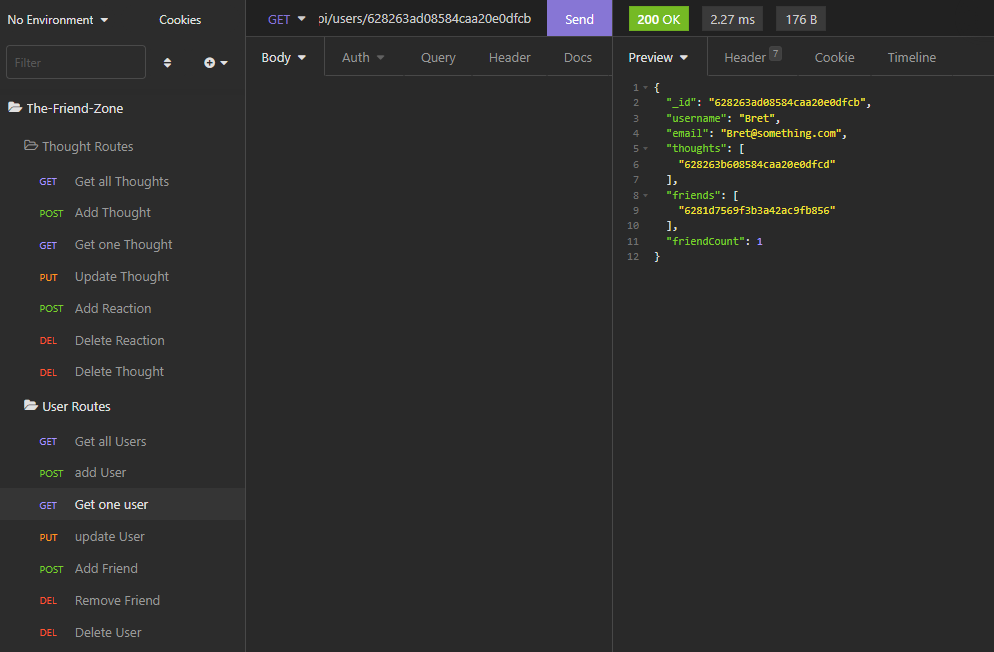 No Environment
Cookies
Filter
The-Friend-Zone
Thought Routes
GET Get all Thoughts
POST Add Thought
GET Get one Thought
PUT Update Thought
POST Add Reaction
DEL Delete Reaction
DEL Delete Thought
User Routes
GET Get all Users
POST add User
GET Get one user
PUT update User
POST Add Friend
DEL Remove Friend
DEL Delete User
GET pi/users/628263ad08584caa20e0dfcb Send
Body Auth Query Header Docs
200 OK 2.27 ms 176 B
Preview Header 7 Cookie Timeline
1 {
2 "_id": "628263ad08584caa20e0dfcb",
3 "username": "Bret",
4 "email": "Bret@something.com",
5 "thoughts": [
6 "628263b608584caa20e0dfcd"
7 ],
8 "friends": [
9 "6281d7569f3b3a42ac9fb856"
10 ],
11 "friendCount": 1
12 }